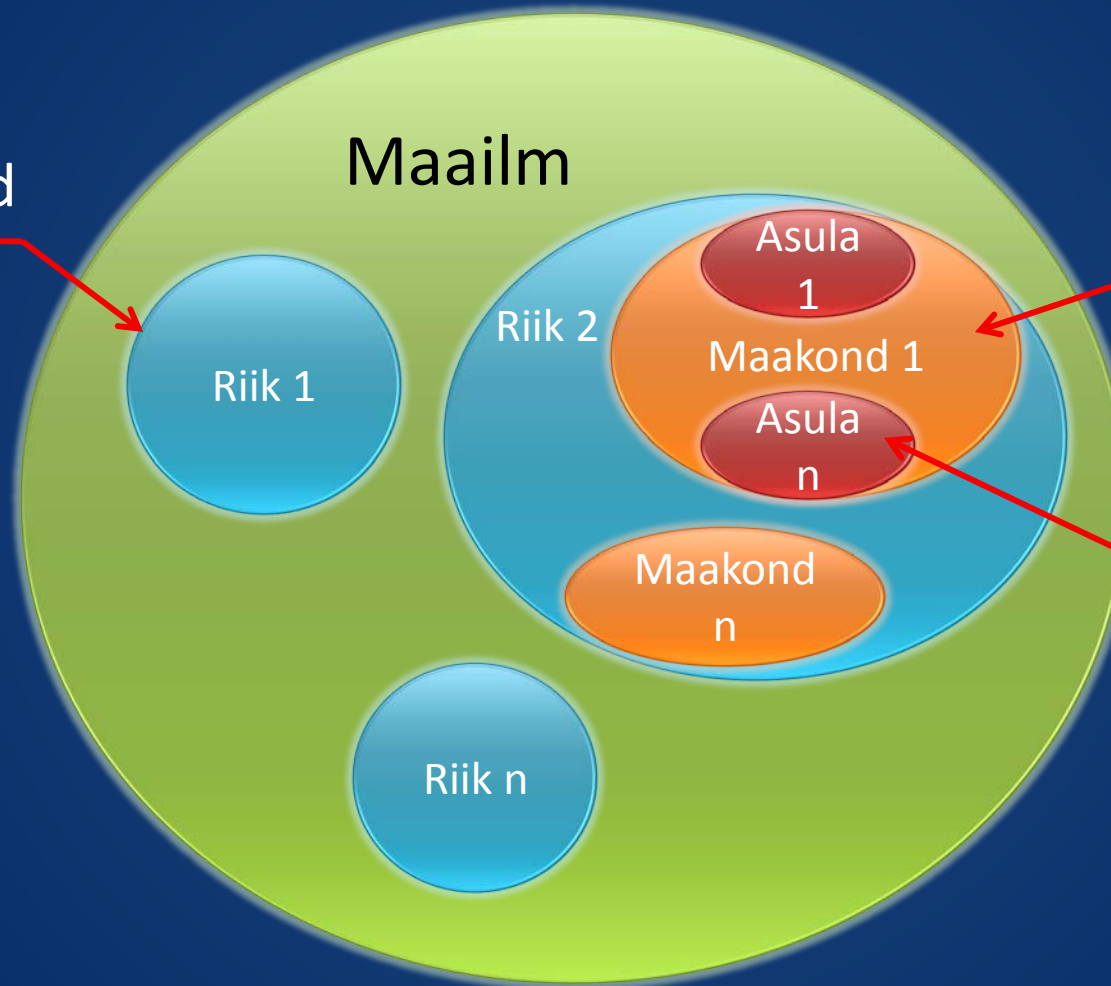 Maailm
Riik 1
Riik 2
Asula
1
Maakond 1
Asula
n
Maakond
n
Riik n